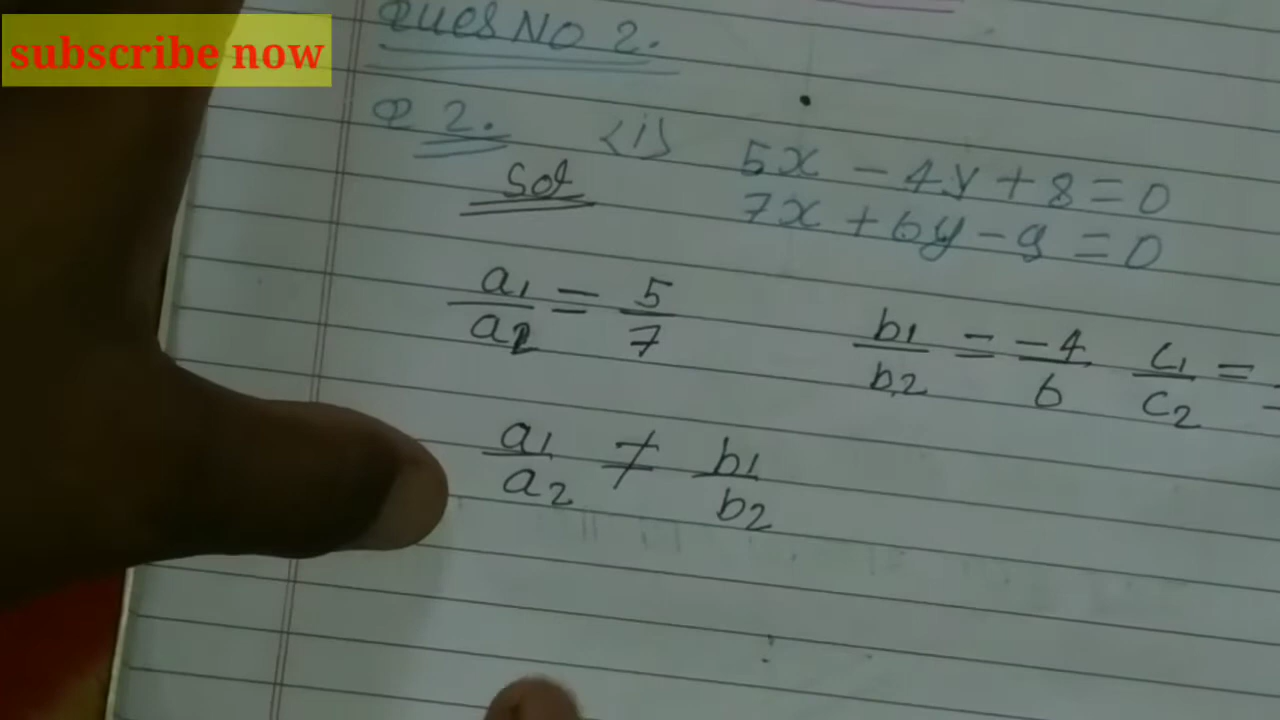 subscribe now
Ques No 2.
Q 2. (i) 5x - 4y + 8 = 0
Sol 7x + 6y - 9 = 0
a1/a2 = 5/7 b1/b2 = -4/6 c1/c2 =
a1/a2 ≠ b1/b2